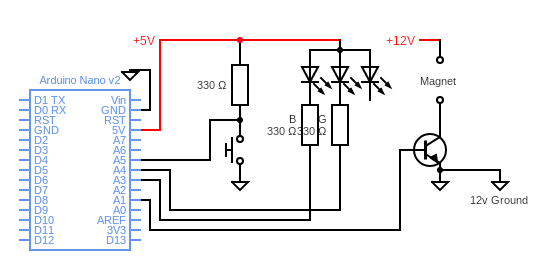 +5V
+12V
Arduino Nano v2
330 Ω
Magnet
D1 TX Vin
D0 RX GND
RST RST
GND 5V
D2 A7
D3 A6
D4 A5
D5 A4
D6 A3
D7 A2
D8 A1
D9 A0
D10 AREF
D11 3V3
D12 D13
B G
330 Ω 330 Ω
12v Ground